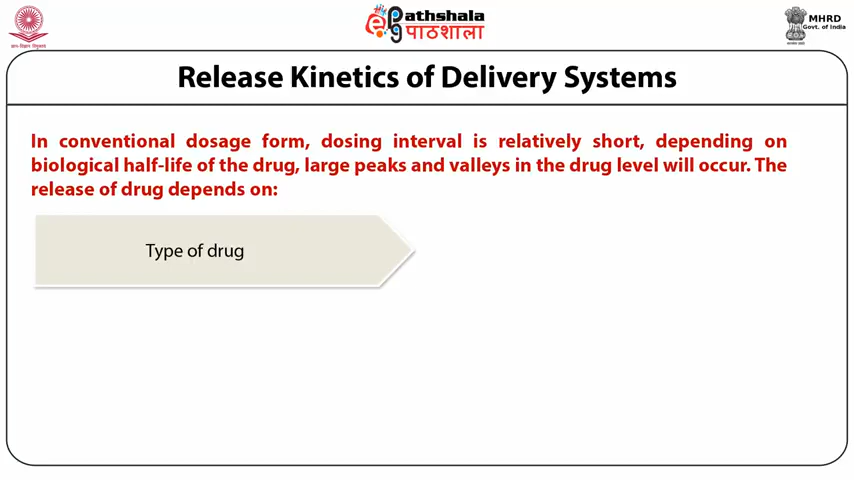 ePathshala
पाठशाला
MHRD
Govt. of India
Release Kinetics of Delivery Systems
In conventional dosage form, dosing interval is relatively short, depending on
biological half-life of the drug, large peaks and valleys in the drug level will occur. The
release of drug depends on:
Type of drug